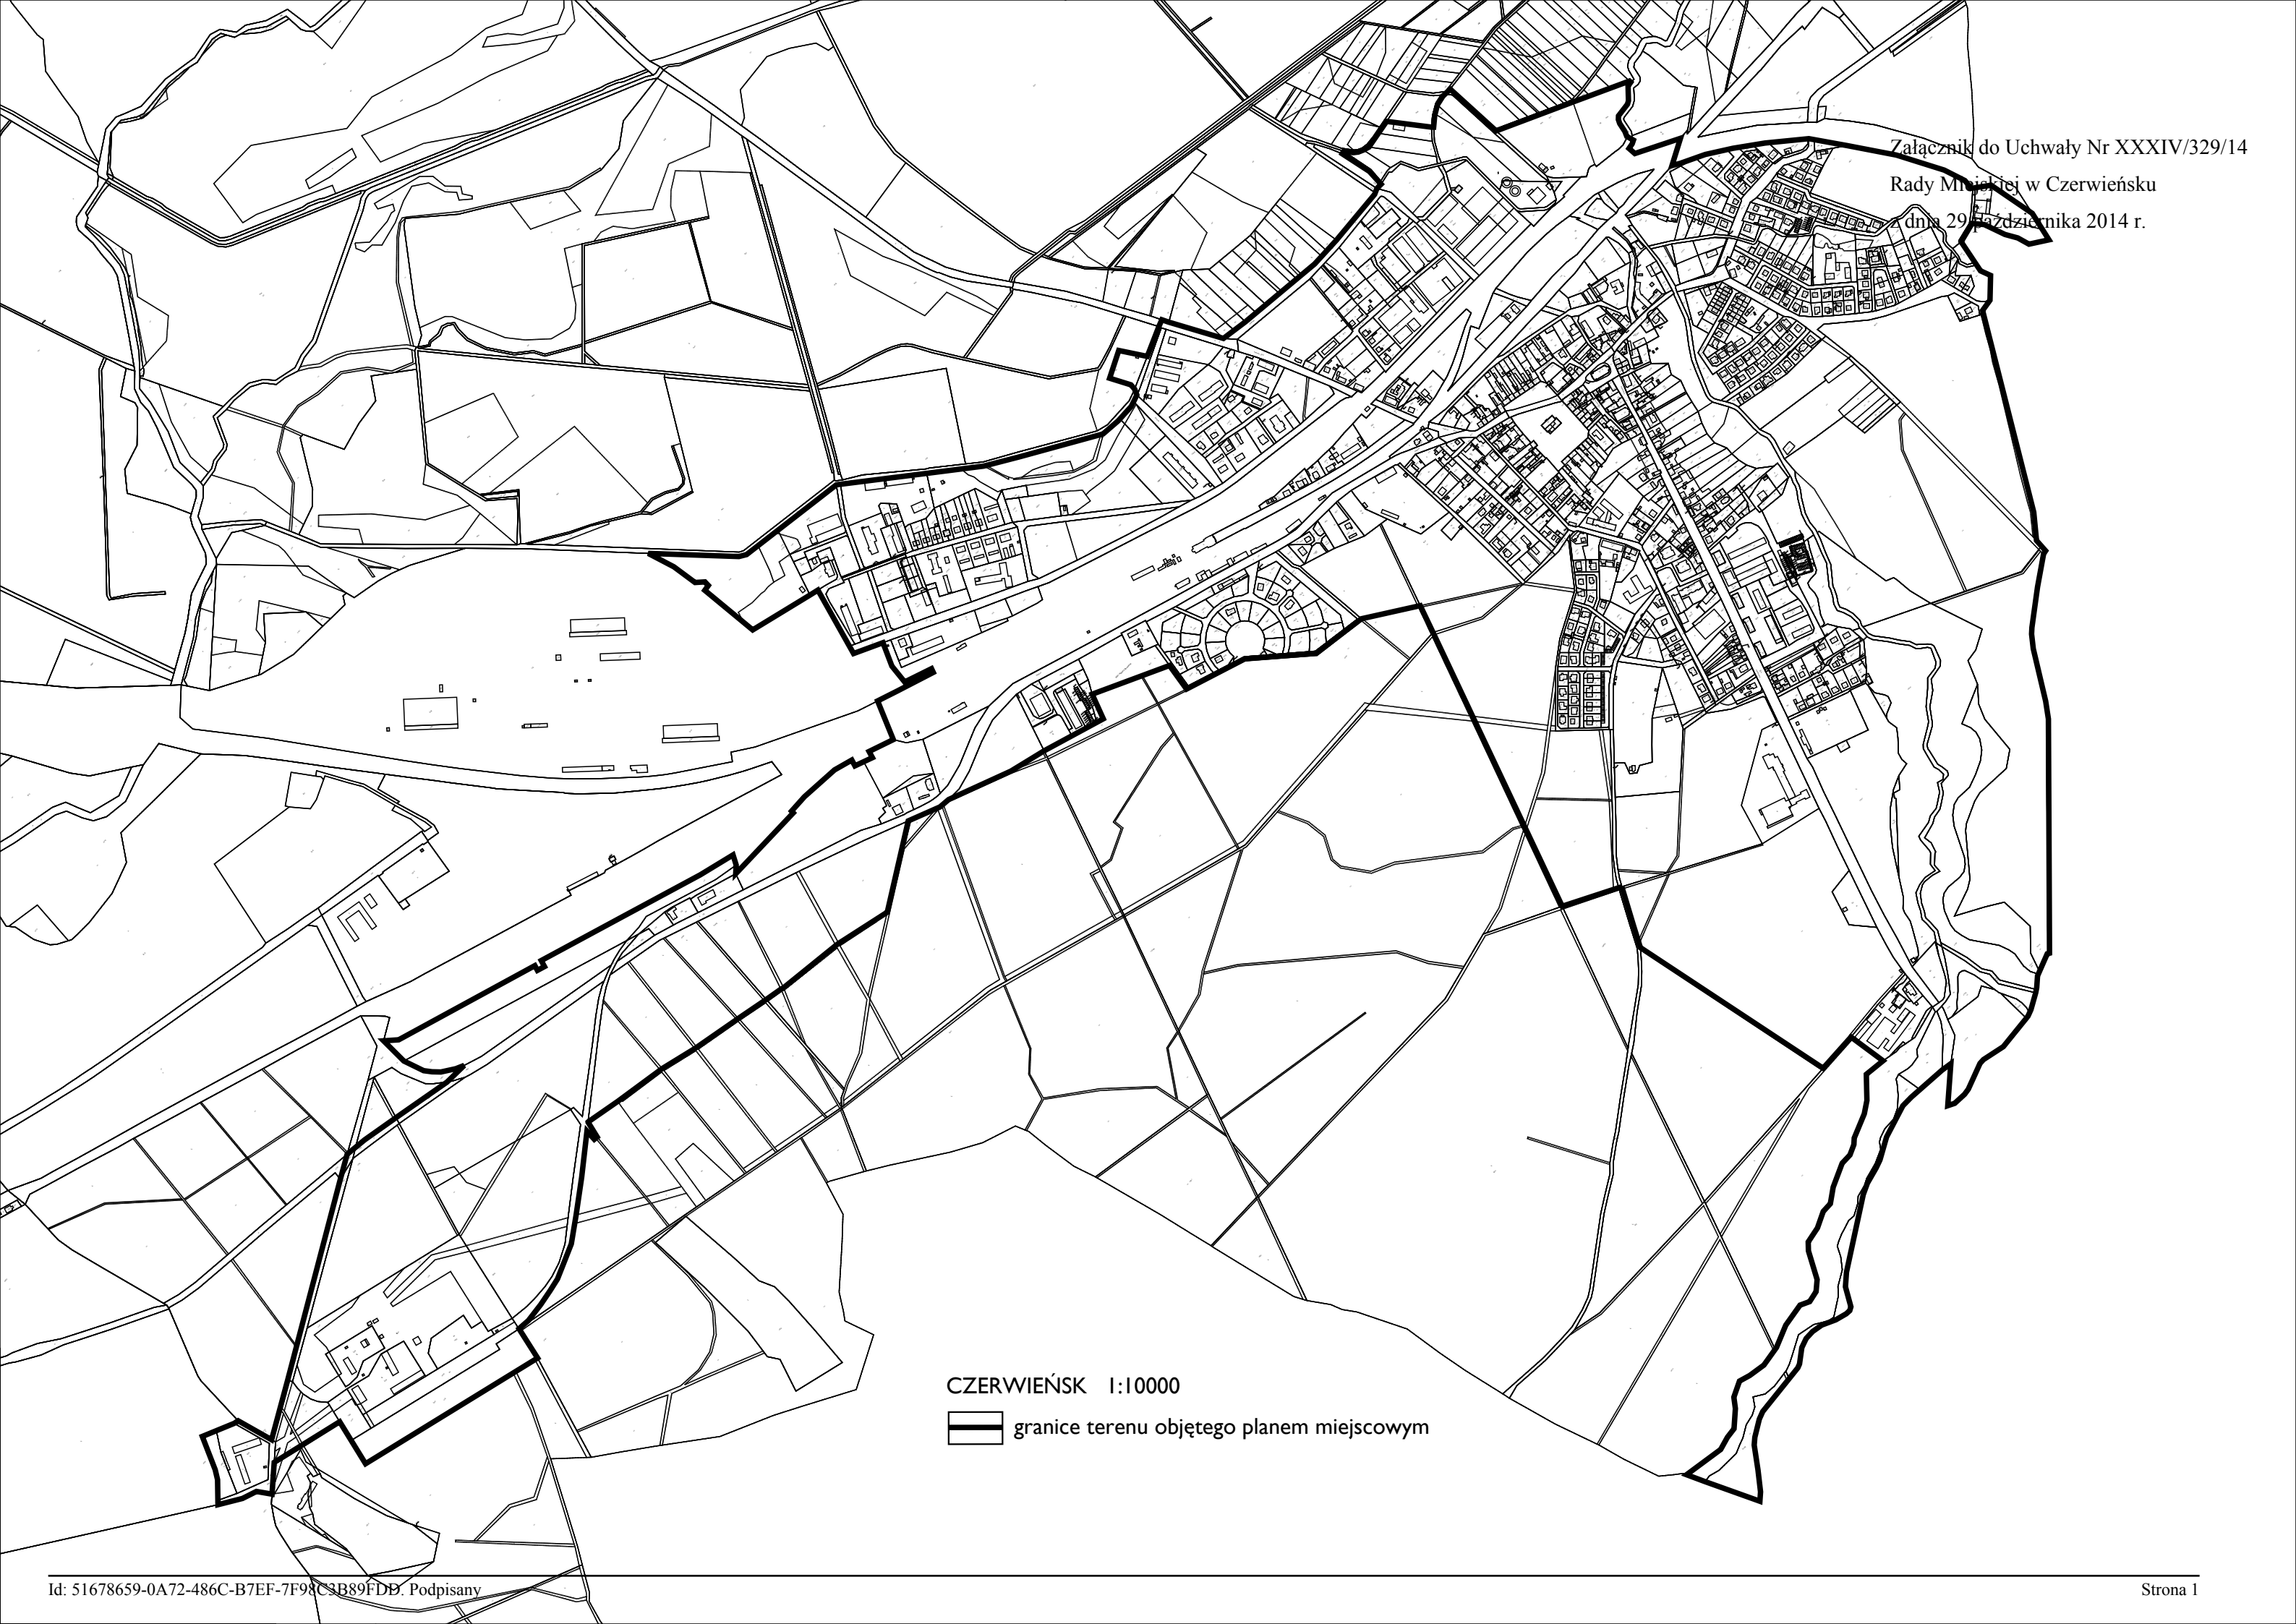 Załącznik do Uchwały Nr XXXIV/329/14
Rady Miejskiej w Czerwieńsku
z dnia 29 października 2014 r.
CZERWIEŃSK 1:10000
granice terenu objętego planem miejscowym
Id: 51678659-0A72-486C-B7EF-7F98C3B89FDD. Podpisany
Strona 1